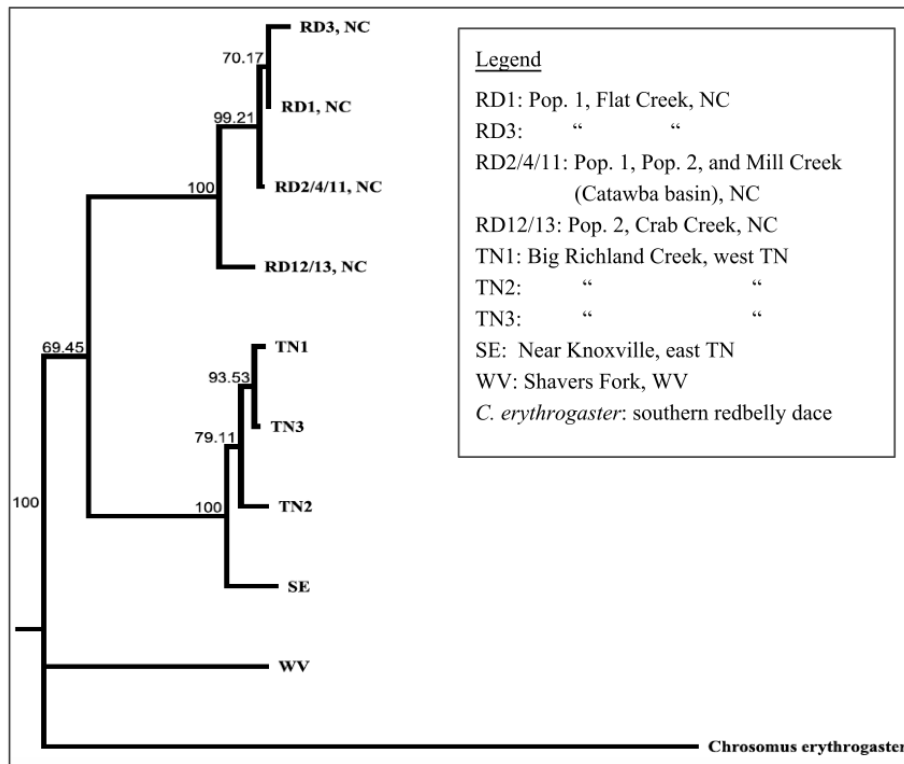 RD3, NC
70.17
RD1, NC
99.21
RD2/4/11, NC
100
RD12/13, NC
69.45
TN1
93.53
TN3
79.11
TN2
100
100
SE
WV
Chrosomus erythrogaster
Legend
RD1: Pop. 1, Flat Creek, NC
RD3: “ “
RD2/4/11: Pop. 1, Pop. 2, and Mill Creek
(Catawba basin), NC
RD12/13: Pop. 2, Crab Creek, NC
TN1: Big Richland Creek, west TN
TN2: “ “
TN3: “ “
SE: Near Knoxville, east TN
WV: Shavers Fork, WV
C. erythrogaster: southern redbelly dace